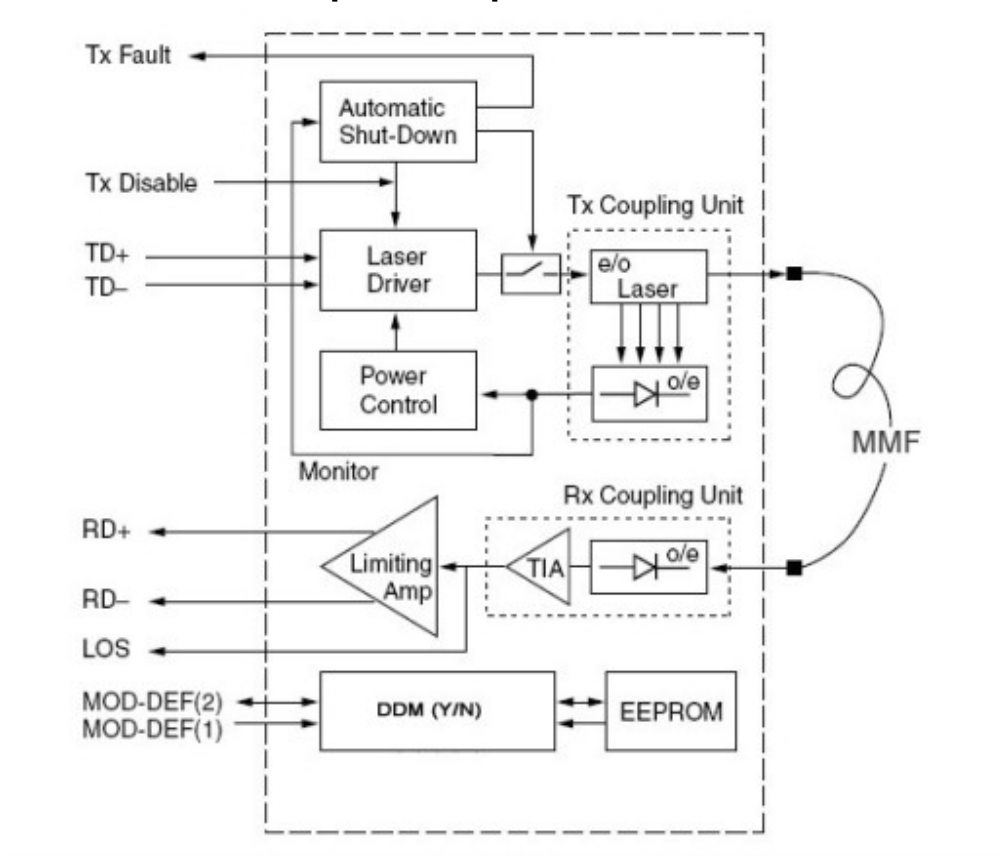 Tx Fault
Automatic
Shut-Down
Tx Disable
Tx Coupling Unit
TD+
TD–
Laser
Driver
e/o
Laser
Power
Control
o/e
MMF
Monitor
Rx Coupling Unit
RD+
Limiting
Amp
TIA
o/e
RD–
LOS
MOD-DEF(2)
MOD-DEF(1)
DDM (Y/N)
EEPROM